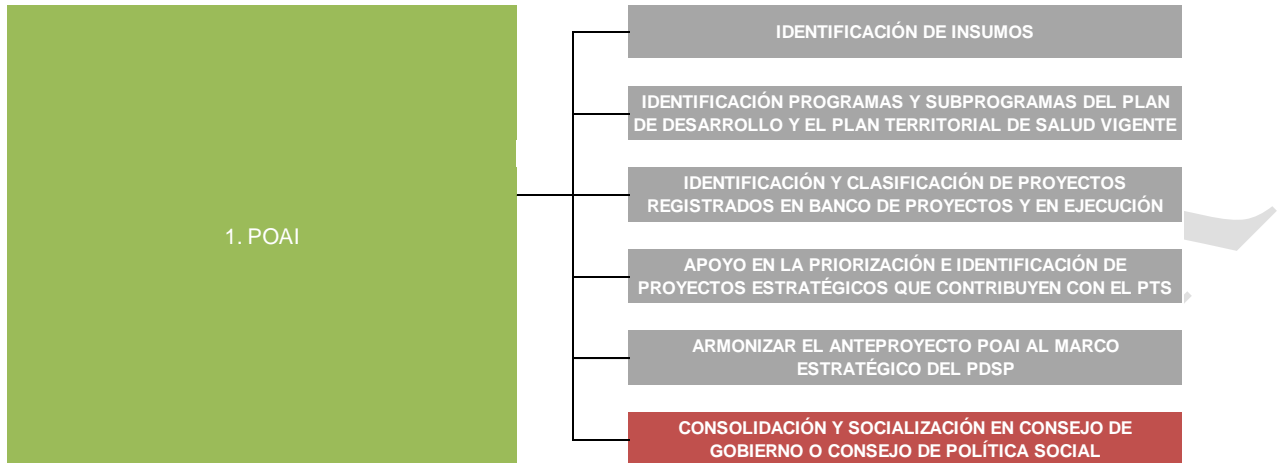 1. POAI
IDENTIFICACIÓN DE INSUMOS
IDENTIFICACIÓN PROGRAMAS Y SUBPROGRAMAS DEL PLAN
DE DESARROLLO Y EL PLAN TERRITORIAL DE SALUD VIGENTE
IDENTIFICACIÓN Y CLASIFICACIÓN DE PROYECTOS
REGISTRADOS EN BANCO DE PROYECTOS Y EN EJECUCIÓN
APOYO EN LA PRIORIZACIÓN E IDENTIFICACIÓN DE
PROYECTOS ESTRATÉGICOS QUE CONTRIBUYEN CON EL PTS
ARMONIZAR EL ANTEPROYECTO POAI AL MARCO
ESTRATÉGICO DEL PDSP
CONSOLIDACIÓN Y SOCIALIZACIÓN EN CONSEJO DE
GOBIERNO O CONSEJO DE POLÍTICA SOCIAL